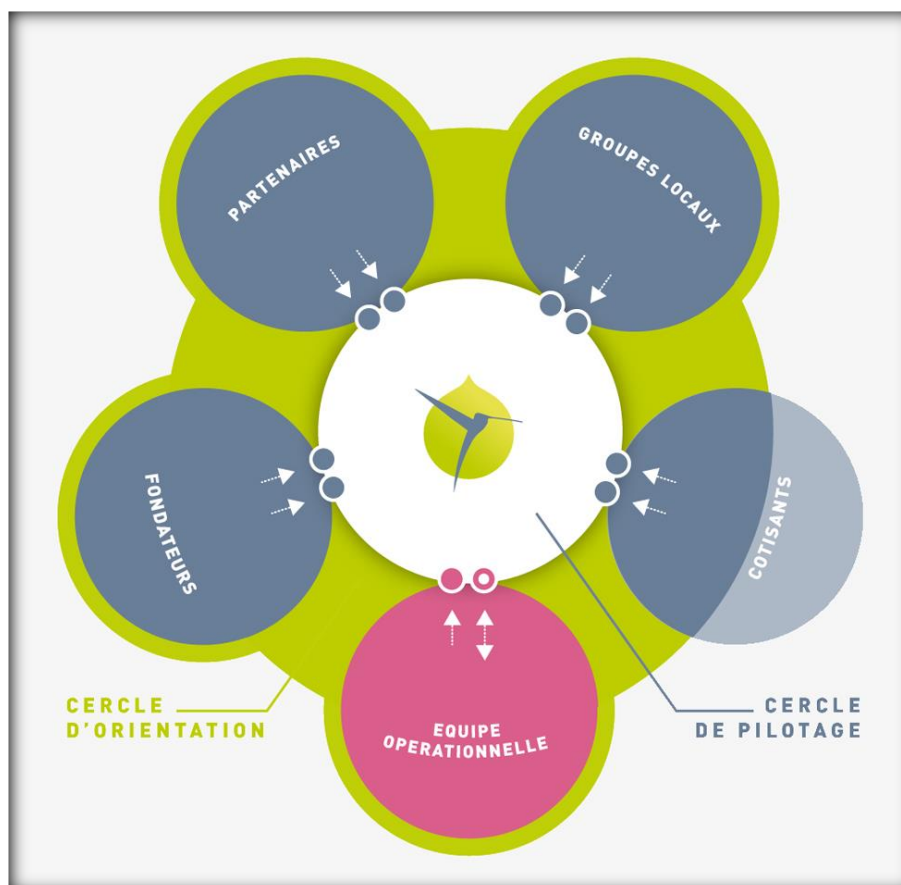 PARTENAIRES
GROUPES LOCAUX
FONDATEURS
COTISANTS
CERCLE
D'ORIENTATION
EQUIPE
OPERATIONNELLE
CERCLE
DE PILOTAGE